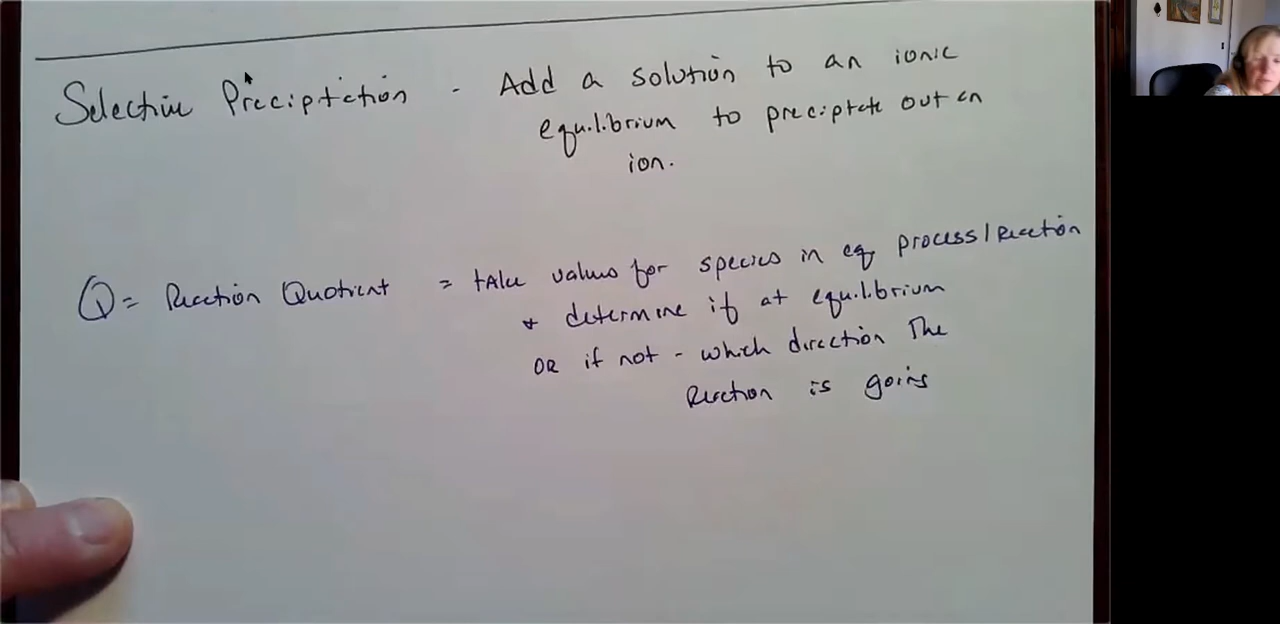 Selective Precipitation - Add a solution to an ionic
equilibrium to precipitate out an
ion.
Q = Reaction Quotient = take values for species in eq process/reaction
+ determine if at equilibrium
OR if not - which direction the
Reaction is going